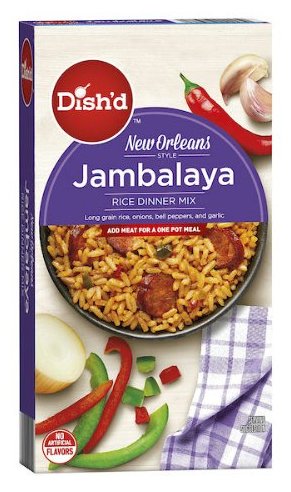 Dish'd
™
New Orleans
STYLE
Jambalaya
RICE DINNER MIX
Long grain rice, onions, bell peppers, and garlic
ADD MEAT FOR A ONE POT MEAL
Jambalaya
NO
ARTIFICIAL
FLAVORS